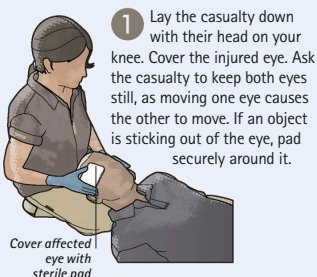 1 Lay the casualty down
with their head on your
knee. Cover the injured eye. Ask
the casualty to keep both eyes
still, as moving one eye causes
the other to move. If an object
is sticking out of the eye, pad
securely around it.
Cover affected
eye with
sterile pad